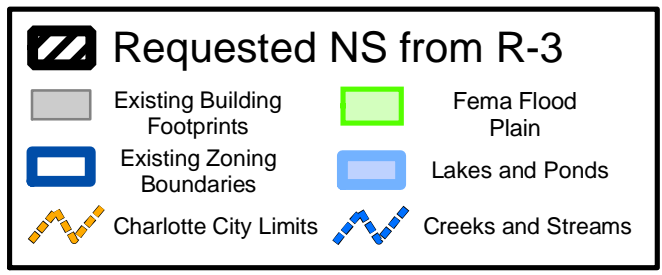 Requested NS from R-3
Existing Building
Footprints
Fema Flood
Plain
Existing Zoning
Boundaries
Lakes and Ponds
Charlotte City Limits
Creeks and Streams